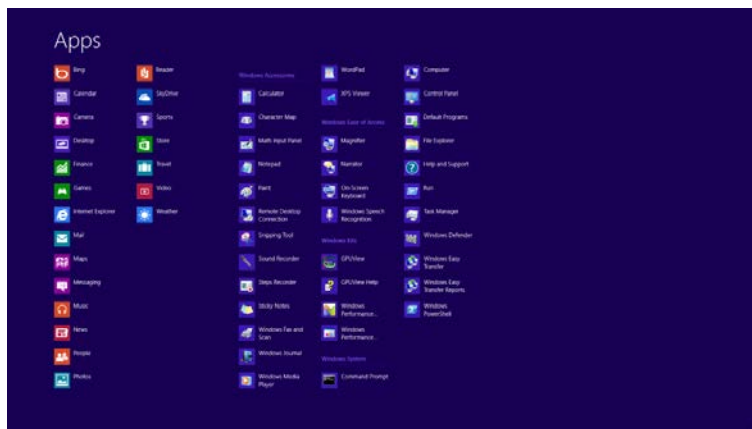 Apps
Bing
Calendar
Camera
Desktop
Finance
Games
Internet Explorer
Mail
Maps
Messaging
Music
News
People
Photos
Reader
SkyDrive
Sports
Store
Travel
Video
Weather
Windows Accessories
Calculator
Character Map
Math Input Panel
Notepad
Paint
Remote Desktop
Connection
Snipping Tool
Sound Recorder
Steps Recorder
Sticky Notes
Windows Fax and
Scan
Windows Journal
Windows Media
Player
WordPad
XPS Viewer
Windows Ease of Access
Magnifier
Narrator
On-Screen
Keyboard
Windows Speech
Recognition
Windows Kits
GPUView
GPUView Help
Windows
Performance...
Windows
Performance...
Windows System
Command Prompt
Computer
Control Panel
Default Programs
File Explorer
Help and Support
Run
Task Manager
Windows Defender
Windows Easy
Transfer
Windows Easy
Transfer Reports
Windows
PowerShell